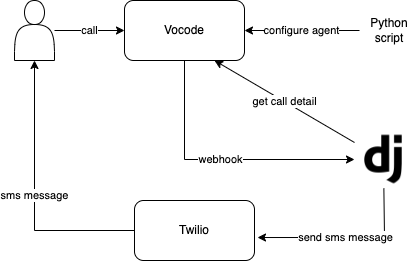 call
Vocode
configure agent
Python
script
get call detail
webhook
dj
sms message
Twilio
send sms message